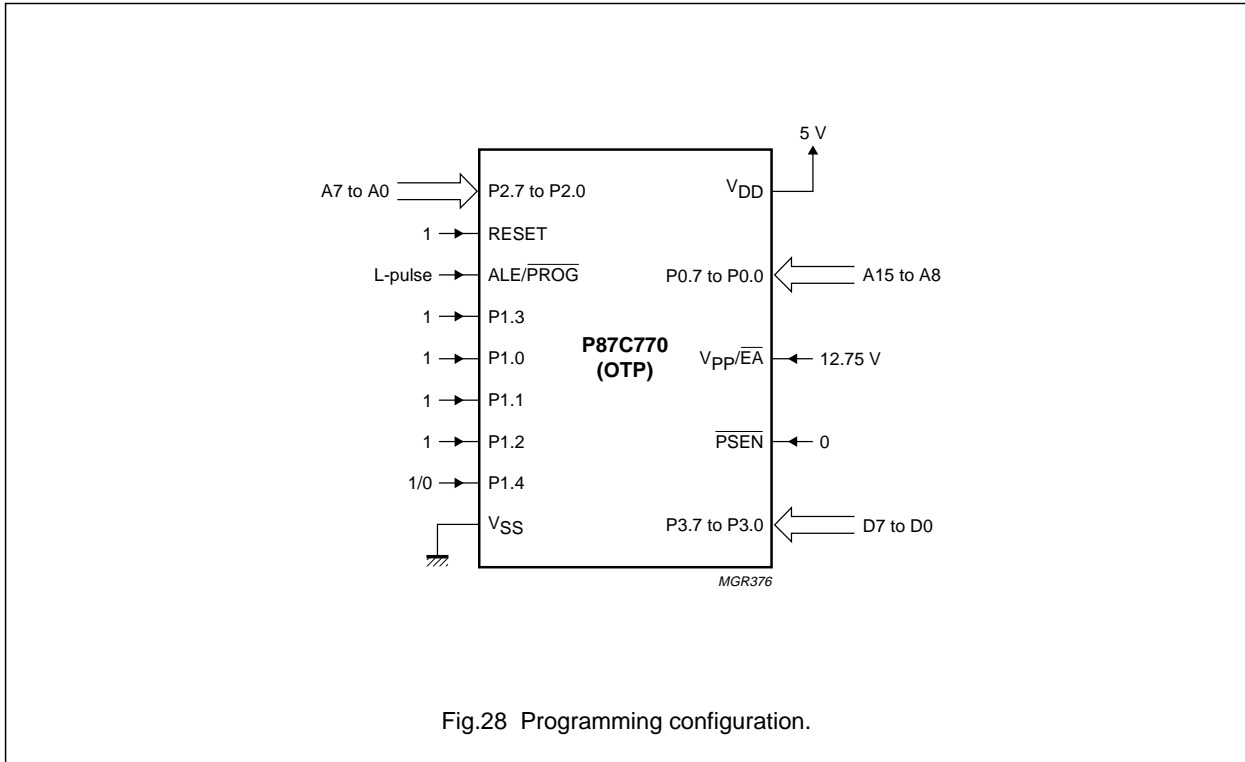 5 V
A7 to A0
P2.7 to P2.0
VDD
1
RESET
L-pulse
ALE/PROG
P0.7 to P0.0
A15 to A8
1
P1.3
1
P1.0
P87C770
(OTP)
VPP/EA
12.75 V
1
P1.1
1
P1.2
PSEN
0
1/0
P1.4
VSS
P3.7 to P3.0
D7 to D0
MGR376
Fig.28 Programming configuration.